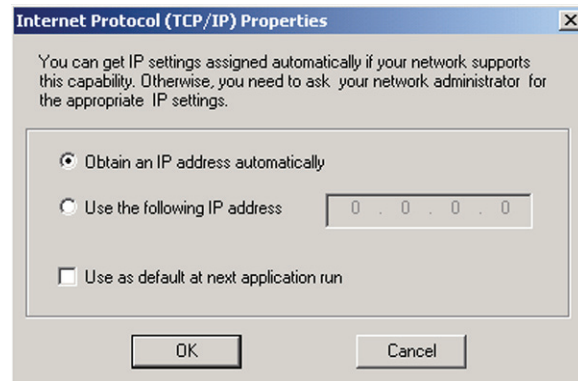 Internet Protocol (TCP/IP) Properties
You can get IP settings assigned automatically if your network supports
this capability. Otherwise, you need to ask your network administrator for
the appropriate IP settings.
Obtain an IP address automatically
Use the following IP address
0 . 0 . 0 . 0
Use as default at next application run
OK
Cancel